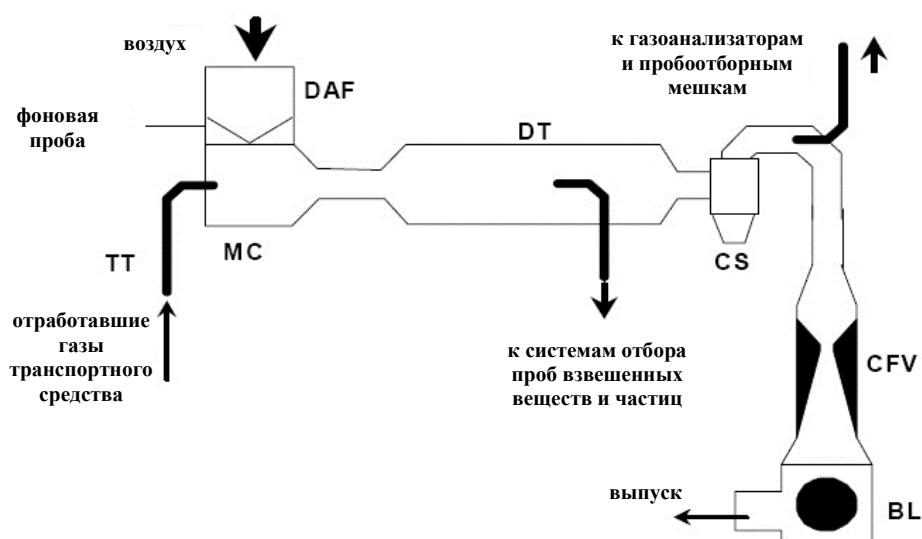 воздух
DAF
к газоанализаторам
и пробоотборным
мешкам
фоновая
проба
DT
TT
MC
CS
отработавшие
газы
транспортного
средства
к системам отбора
проб взвешенных
веществ и частиц
CFV
выпуск
BL